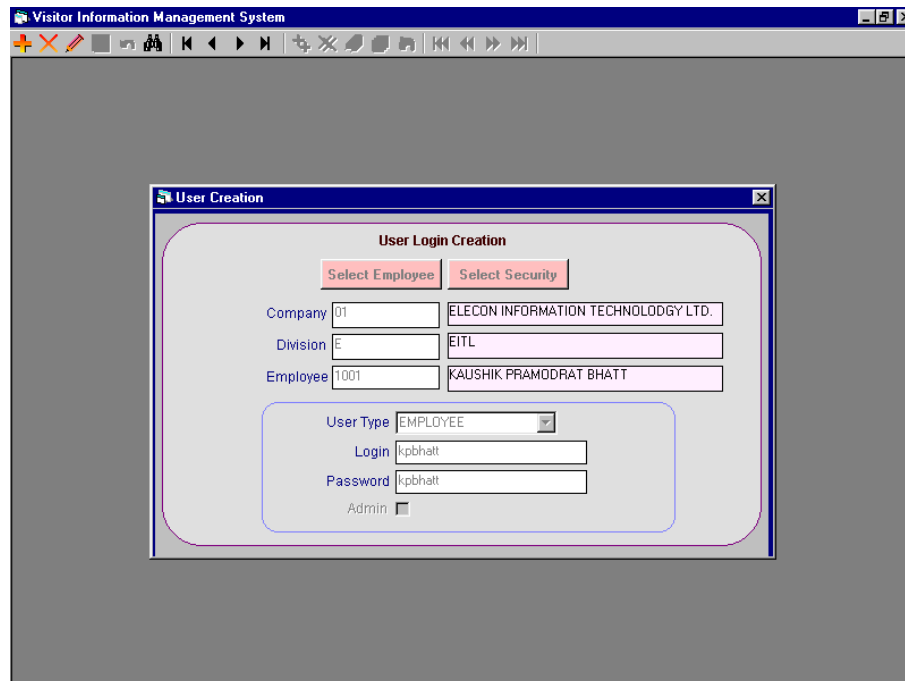 Visitor Information Management System
User Creation
User Login Creation
Select Employee Select Security
Company 01 ELECON INFORMATION TECHNOLODGY LTD.
Division E EITL
Employee 1001 KAUSHIK PRAMODRAT BHATT
User Type EMPLOYEE
Login kpbhatt
Password kpbhatt
Admin